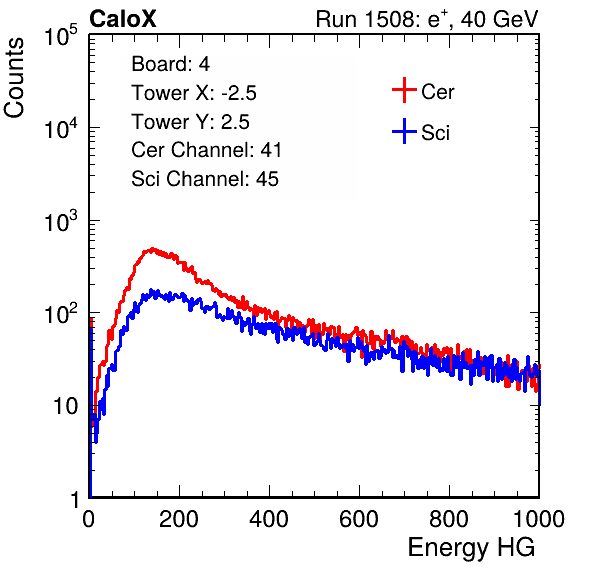 CaloX Run 1508: e⁺, 40 GeV
Counts
Board: 4
Tower X: -2.5
Tower Y: 2.5
Cer Channel: 41
Sci Channel: 45
Cer
Sci
10⁵
10⁴
10³
10²
10
1
0 200 400 600 800 1000
Energy HG